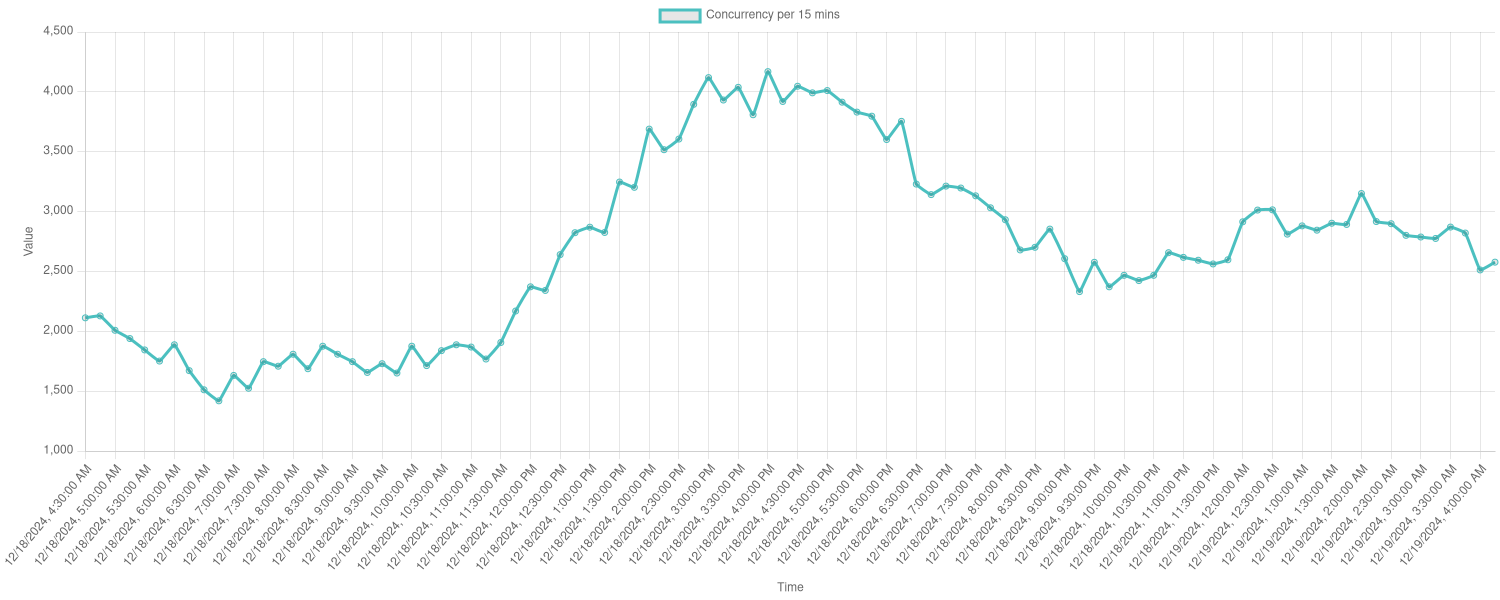 Concurrency per 15 mins
4,500
4,000
3,500
3,000
2,500
2,000
1,500
1,000
Value
12/18/2024, 4:30:00 AM
12/18/2024, 5:00:00 AM
12/18/2024, 5:30:00 AM
12/18/2024, 6:00:00 AM
12/18/2024, 6:30:00 AM
12/18/2024, 7:00:00 AM
12/18/2024, 7:30:00 AM
12/18/2024, 8:00:00 AM
12/18/2024, 8:30:00 AM
12/18/2024, 9:00:00 AM
12/18/2024, 9:30:00 AM
12/18/2024, 10:00:00 AM
12/18/2024, 10:30:00 AM
12/18/2024, 11:00:00 AM
12/18/2024, 11:30:00 AM
12/18/2024, 12:00:00 PM
12/18/2024, 12:30:00 PM
12/18/2024, 1:00:00 PM
12/18/2024, 1:30:00 PM
12/18/2024, 2:00:00 PM
12/18/2024, 2:30:00 PM
12/18/2024, 3:00:00 PM
12/18/2024, 3:30:00 PM
12/18/2024, 4:00:00 PM
12/18/2024, 4:30:00 PM
12/18/2024, 5:00:00 PM
12/18/2024, 5:30:00 PM
12/18/2024, 6:00:00 PM
12/18/2024, 6:30:00 PM
12/18/2024, 7:00:00 PM
12/18/2024, 7:30:00 PM
12/18/2024, 8:00:00 PM
12/18/2024, 8:30:00 PM
12/18/2024, 9:00:00 PM
12/18/2024, 9:30:00 PM
12/18/2024, 10:00:00 PM
12/18/2024, 10:30:00 PM
12/18/2024, 11:00:00 PM
12/18/2024, 11:30:00 PM
12/19/2024, 12:00:00 AM
12/19/2024, 12:30:00 AM
12/19/2024, 1:00:00 AM
12/19/2024, 1:30:00 AM
12/19/2024, 2:00:00 AM
12/19/2024, 2:30:00 AM
12/19/2024, 3:00:00 AM
12/19/2024, 3:30:00 AM
12/19/2024, 4:00:00 AM
Time